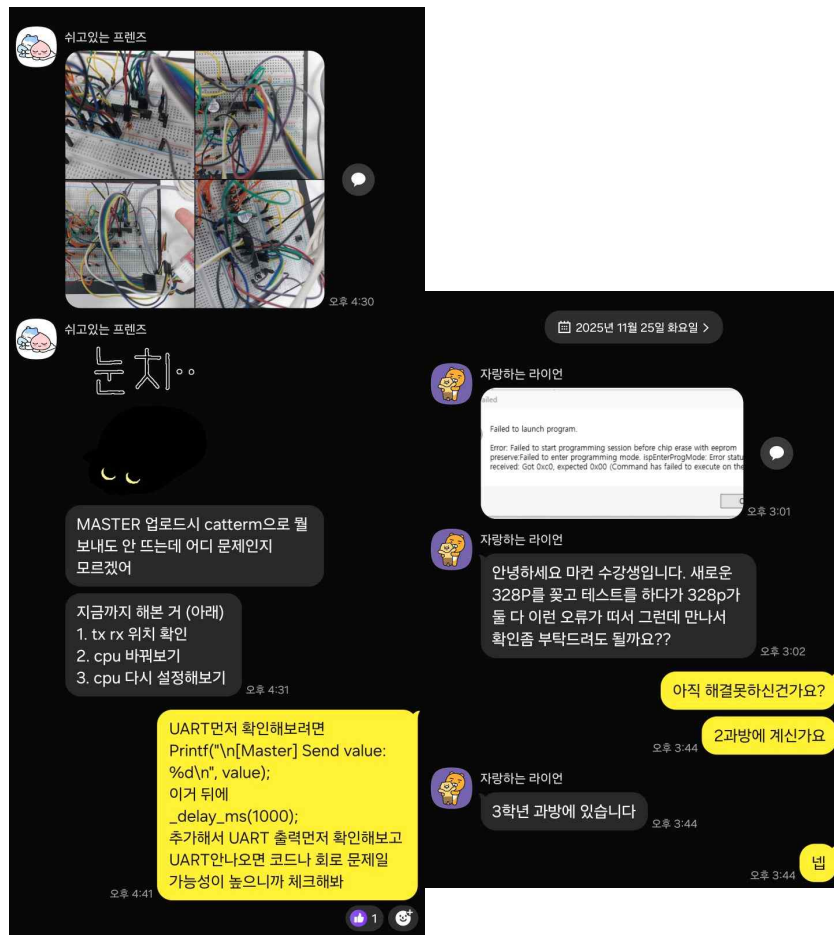 쉬고있는 프렌즈
오후 4:30
쉬고있는 프렌즈
눈치..
MASTER 업로드시 catterm으로 뭘
보내도 안 뜨는데 어디 문제인지
모르겠어
지금까지 해본 거 (아래)
1. tx rx 위치 확인
2. cpu 바꿔보기
3. cpu 다시 설정해보기
오후 4:31
UART먼저 확인해보려면
Printf("\n[Master] Send value:
%d\n", value);
이거 뒤에
_delay_ms(1000);
추가해서 UART 출력먼저 확인해보고
UART안나오면 코드나 회로 문제일
가능성이 높으니까 체크해봐
오후 4:41
1
2025년 11월 25일 화요일 >
자랑하는 라이언
ailed
Failed to launch program.
Error: Failed to start programming session before chip erase with eeprom
preserve:Failed to enter programming mode. ispEnterProgMode: Error statu
received: Got 0xc0, expected 0x00 (Command has failed to execute on the
오후 3:01
자랑하는 라이언
안녕하세요 마컨 수강생입니다. 새로운
328P를 꽂고 테스트를 하다가 328p가
둘 다 이런 오류가 떠서 그런데 만나서
확인좀 부탁드려도 될까요??
오후 3:02
아직 해결못하신건가요?
2과방에 계신가요
오후 3:44
자랑하는 라이언
3학년 과방에 있습니다
오후 3:44
넵
오후 3:44